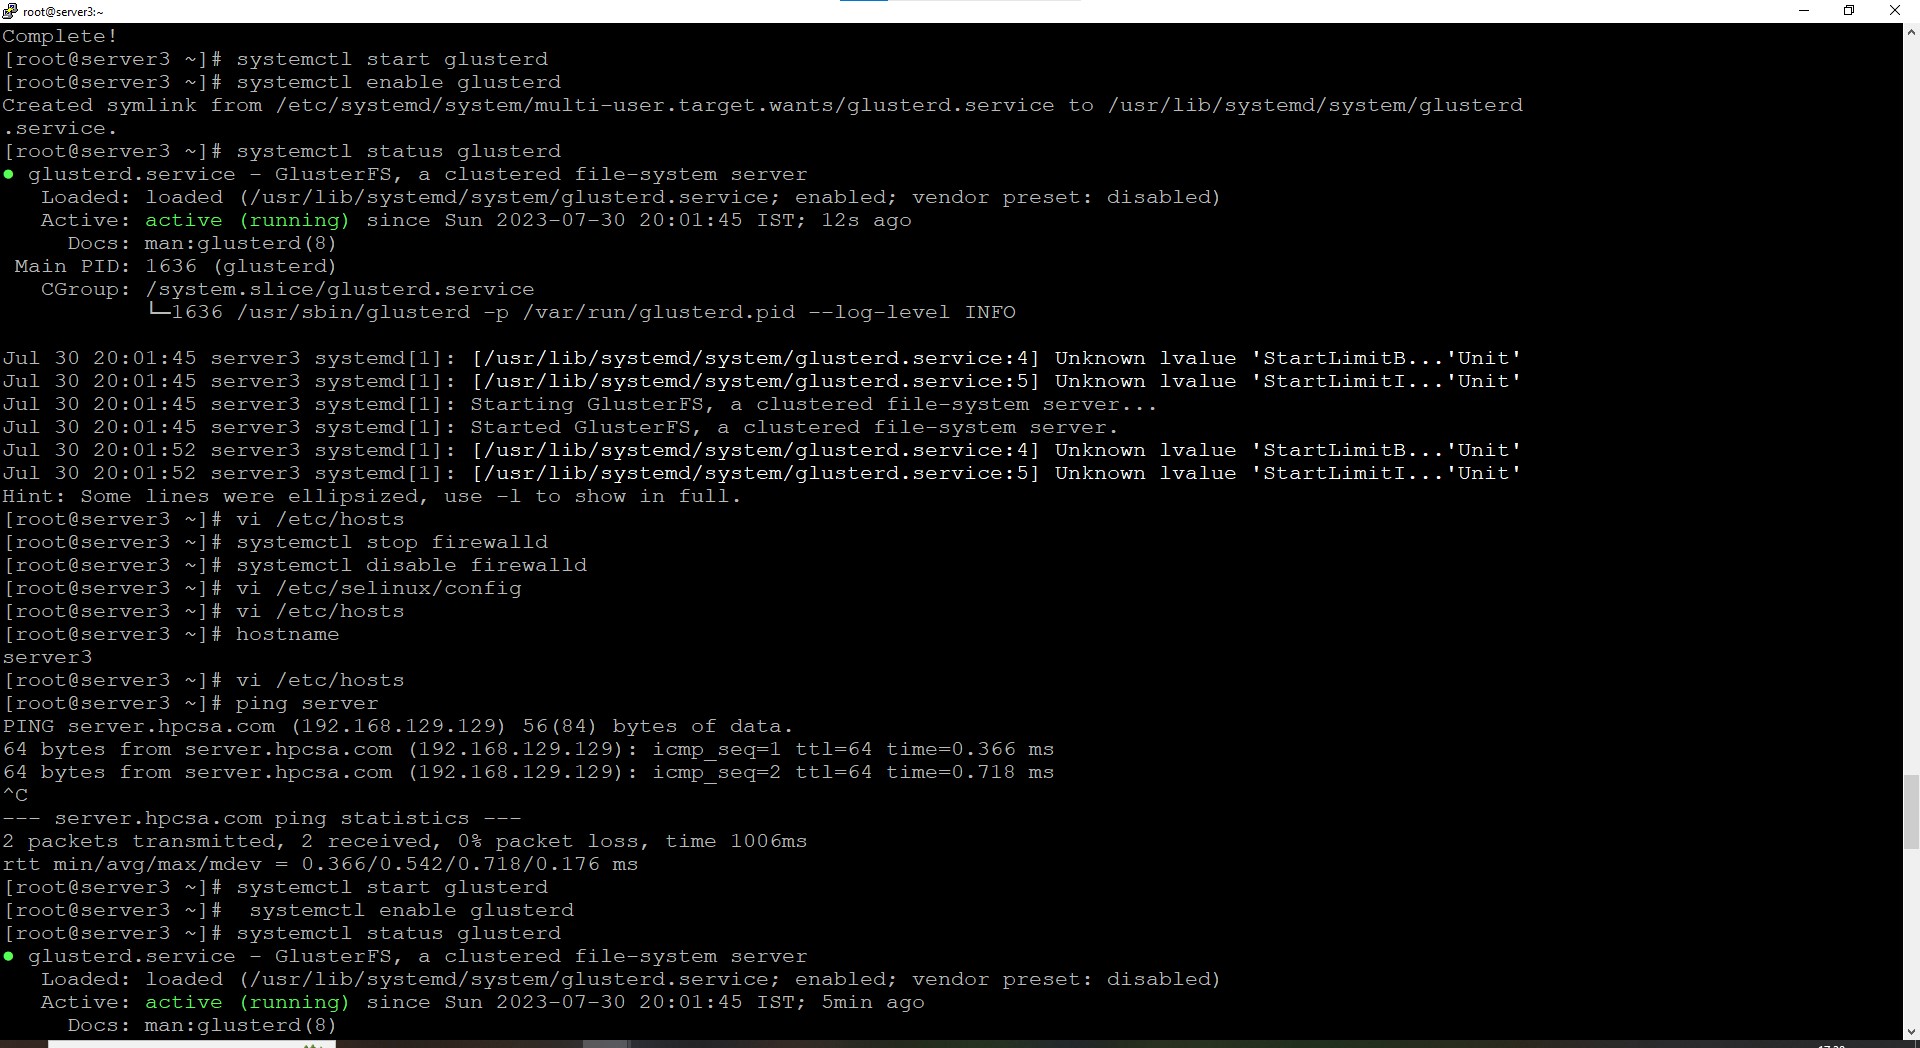 root@server3:~
Complete!
[root@server3 ~]# systemctl start glusterd
[root@server3 ~]# systemctl enable glusterd
Created symlink from /etc/systemd/system/multi-user.target.wants/glusterd.service to /usr/lib/systemd/system/glusterd
.service.
[root@server3 ~]# systemctl status glusterd
● glusterd.service - GlusterFS, a clustered file-system server
   Loaded: loaded (/usr/lib/systemd/system/glusterd.service; enabled; vendor preset: disabled)
   Active: active (running) since Sun 2023-07-30 20:01:45 IST; 12s ago
     Docs: man:glusterd(8)
 Main PID: 1636 (glusterd)
   CGroup: /system.slice/glusterd.service
           └─1636 /usr/sbin/glusterd -p /var/run/glusterd.pid --log-level INFO
Jul 30 20:01:45 server3 systemd[1]: [/usr/lib/systemd/system/glusterd.service:4] Unknown lvalue 'StartLimitB...'Unit'
Jul 30 20:01:45 server3 systemd[1]: [/usr/lib/systemd/system/glusterd.service:5] Unknown lvalue 'StartLimitI...'Unit'
Jul 30 20:01:45 server3 systemd[1]: Starting GlusterFS, a clustered file-system server...
Jul 30 20:01:45 server3 systemd[1]: Started GlusterFS, a clustered file-system server.
Jul 30 20:01:52 server3 systemd[1]: [/usr/lib/systemd/system/glusterd.service:4] Unknown lvalue 'StartLimitB...'Unit'
Jul 30 20:01:52 server3 systemd[1]: [/usr/lib/systemd/system/glusterd.service:5] Unknown lvalue 'StartLimitI...'Unit'
Hint: Some lines were ellipsized, use -l to show in full.
[root@server3 ~]# vi /etc/hosts
[root@server3 ~]# systemctl stop firewalld
[root@server3 ~]# systemctl disable firewalld
[root@server3 ~]# vi /etc/selinux/config
[root@server3 ~]# vi /etc/hosts
[root@server3 ~]# hostname
server3
[root@server3 ~]# vi /etc/hosts
[root@server3 ~]# ping server
PING server.hpcsa.com (192.168.129.129) 56(84) bytes of data.
64 bytes from server.hpcsa.com (192.168.129.129): icmp_seq=1 ttl=64 time=0.366 ms
64 bytes from server.hpcsa.com (192.168.129.129): icmp_seq=2 ttl=64 time=0.718 ms
^C
--- server.hpcsa.com ping statistics ---
2 packets transmitted, 2 received, 0% packet loss, time 1006ms
rtt min/avg/max/mdev = 0.366/0.542/0.718/0.176 ms
[root@server3 ~]# systemctl start glusterd
[root@server3 ~]#  systemctl enable glusterd
[root@server3 ~]# systemctl status glusterd
● glusterd.service - GlusterFS, a clustered file-system server
   Loaded: loaded (/usr/lib/systemd/system/glusterd.service; enabled; vendor preset: disabled)
   Active: active (running) since Sun 2023-07-30 20:01:45 IST; 5min ago
     Docs: man:glusterd(8)